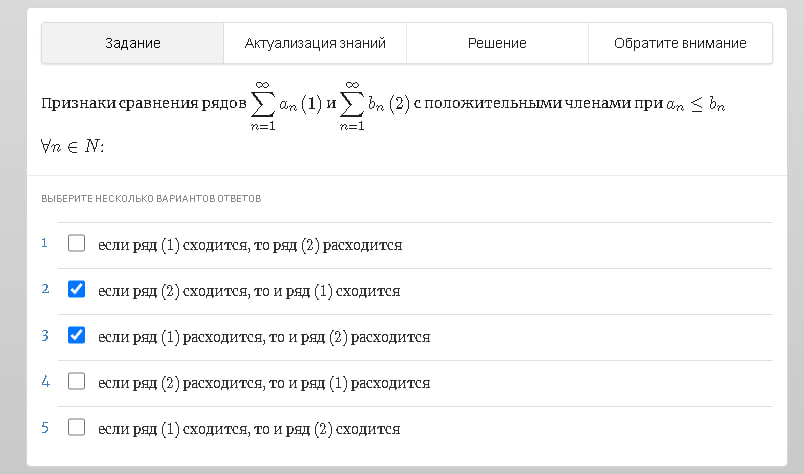 Задание Актуализация знаний Решение Обратите внимание
Признаки сравнения рядов $\sum_{n=1}^{\infty} a_n (1)$ и $\sum_{n=1}^{\infty} b_n (2)$ с положительными членами при $a_n \leq b_n$
$\forall n \in N$:
ВЫБЕРИТЕ НЕСКОЛЬКО ВАРИАНТОВ ОТВЕТОВ
1 если ряд (1) сходится, то ряд (2) расходится
2 если ряд (2) сходится, то и ряд (1) сходится
3 если ряд (1) расходится, то и ряд (2) расходится
4 если ряд (2) расходится, то и ряд (1) расходится
5 если ряд (1) сходится, то и ряд (2) сходится